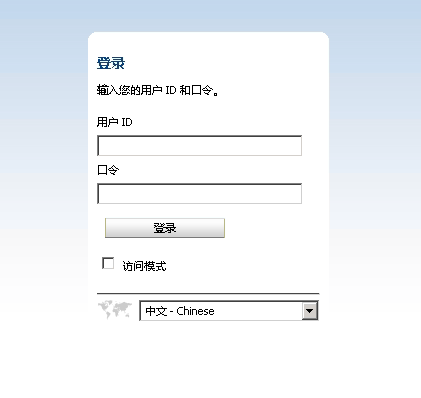 登录
输入您的用户 ID 和口令。
用户 ID
口令
登录
访问模式
中文 - Chinese